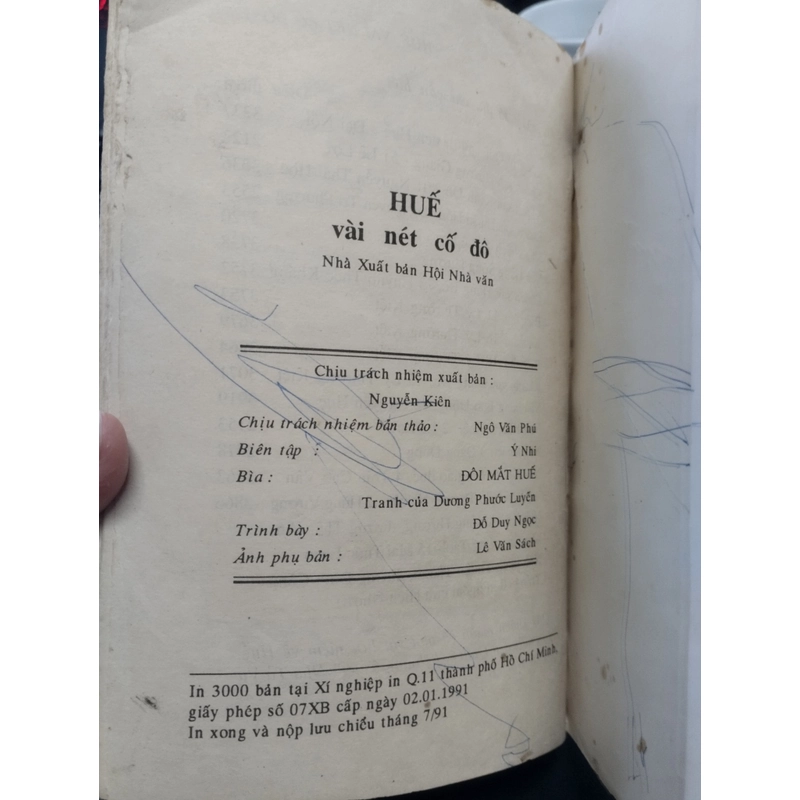 HUẾ
vài nét cố đô
Nhà Xuất bản Hội Nhà văn
Chịu trách nhiệm xuất bản :
Nguyễn Kiên
Chịu trách nhiệm bản thảo : Ngô Văn Phú
Biên tập : Ý Nhi
Bìa : ĐÔI MẮT HUẾ
Tranh của Dương Phước Luyến
Trình bày : Đỗ Duy Ngọc
Ảnh phụ bản : Lê Văn Sách
In 3000 bản tại Xí nghiệp in Q.11 thành phố Hồ Chí Minh,
giấy phép số 07XB cấp ngày 02.01.1991
In xong và nộp lưu chiểu tháng 7/91